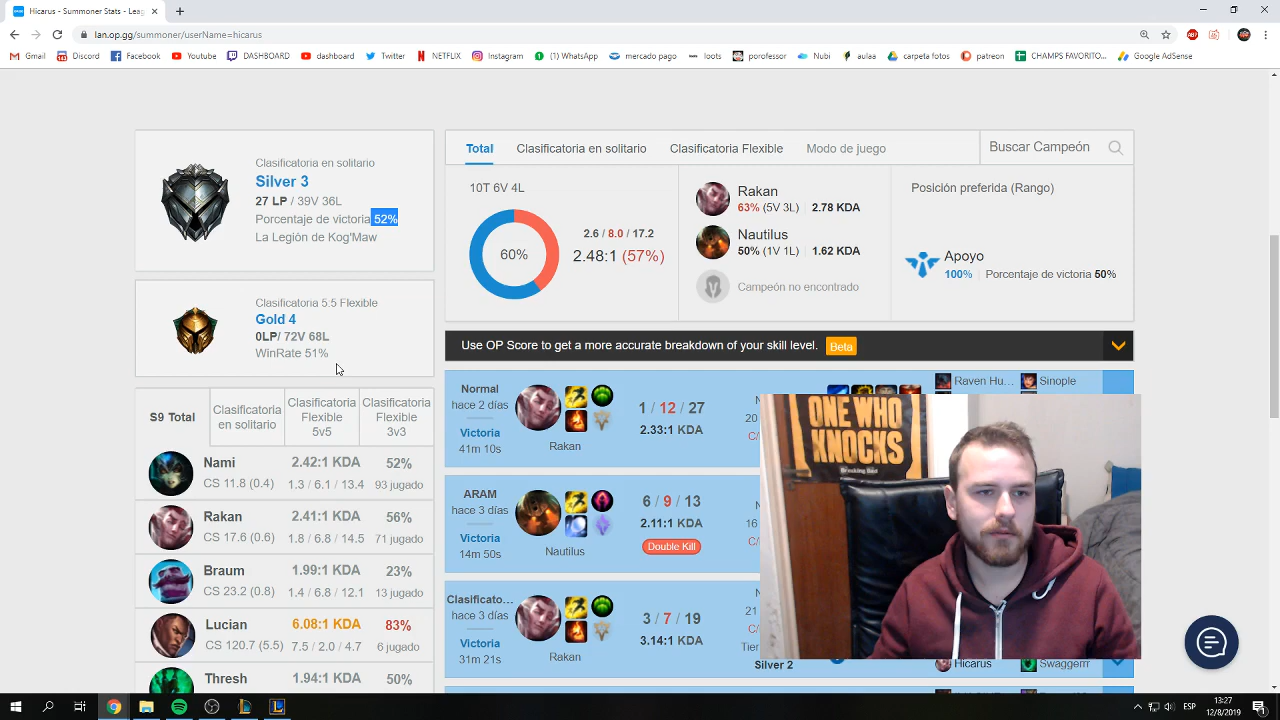 Hicarus - Summoner Stats - Leag
lan.op.gg/summoner/userName=hicarus
Gmail
Discord
Facebook
Youtube
DASHBOARD
dashboard
Twitter
NETFLIX
Instagram
(1) WhatsApp
mercado pago
loots
porofessor
Nubi
aulaa
carpeta fotos
patreon
CHAMPS FAVORITO...
Google AdSense
Clasificatoria en solitario
Silver 3
27 LP / 39V 36L
Porcentaje de victoria 52%
La Legión de Kog'Maw
Clasificatoria 5:5 Flexible
Gold 4
0LP/ 72V 68L
WinRate 51%
S9 Total
Clasificatoria
en solitario
Clasificatoria
Flexible
5v5
Clasificatoria
Flexible
3v3
Nami
CS 11.8 (0.4)
2.42:1 KDA
1.3 / 6.1 / 13.4
52%
93 jugado
Rakan
CS 17.6 (0.6)
2.41:1 KDA
1.8 / 6.8 / 14.5
56%
71 jugado
Braum
CS 23.2 (0.8)
1.99:1 KDA
1.4 / 6.8 / 12.1
23%
13 jugado
Lucian
CS 120.7 (5.5)
6.08:1 KDA
7.5 / 2.0 / 4.7
83%
6 jugado
Thresh
1.94:1 KDA
50%
Total
Clasificatoria en solitario
Clasificatoria Flexible
Modo de juego
Buscar Campeón
10T 6V 4L
60%
2.6 / 8.0 / 17.2
2.48:1 (57%)
Rakan
63% (5V 3L)
2.78 KDA
Nautilus
50% (1V 1L)
1.62 KDA
Campeón no encontrado
Posición preferida (Rango)
Apoyo
100%
Porcentaje de victoria 50%
Use OP Score to get a more accurate breakdown of your skill level.
Beta
Normal
hace 2 días
Victoria
41m 10s
Rakan
1 / 12 / 27
2.33:1 KDA
Raven Hu...
Sinople
ARAM
hace 3 días
Victoria
14m 50s
Nautilus
6 / 9 / 13
2.11:1 KDA
Double Kill
Clasificato...
hace 3 días
Victoria
31m 21s
Rakan
3 / 7 / 19
3.14:1 KDA
Silver 2
Hicarus
ONE WHO
KNOCKS
Breaking Bad
ESP
13:27
12/8/2019